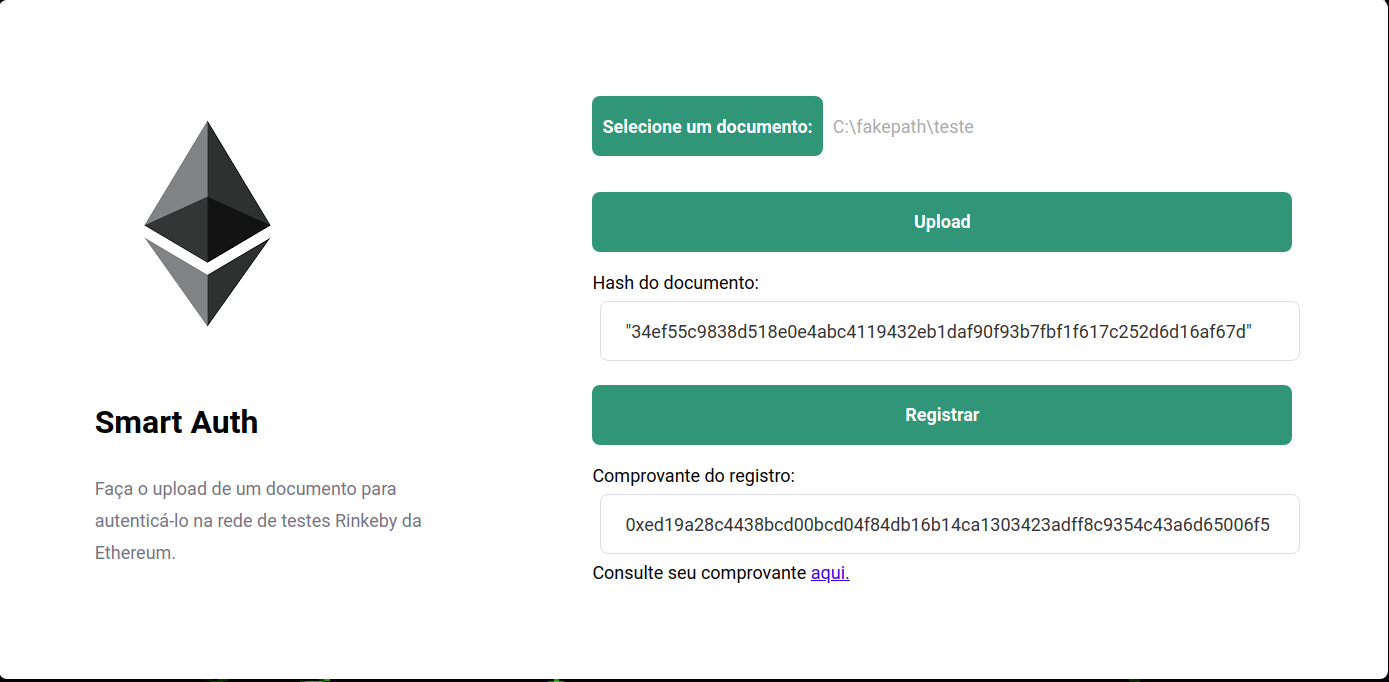 Selecione um documento: C:\fakepath\teste
Upload
Hash do documento:
"34ef55c9838d518e0e4abc4119432eb1daf90f93b7fbf1f617c252d6d16af67d"
Registrar
Comprovante do registro:
0xed19a28c4438bcd00bcd04f84db16b14ca1303423adff8c9354c43a6d65006f5
Consulte seu comprovante aqui.
Smart Auth
Faça o upload de um documento para
autenticá-lo na rede de testes Rinkeby da
Ethereum.